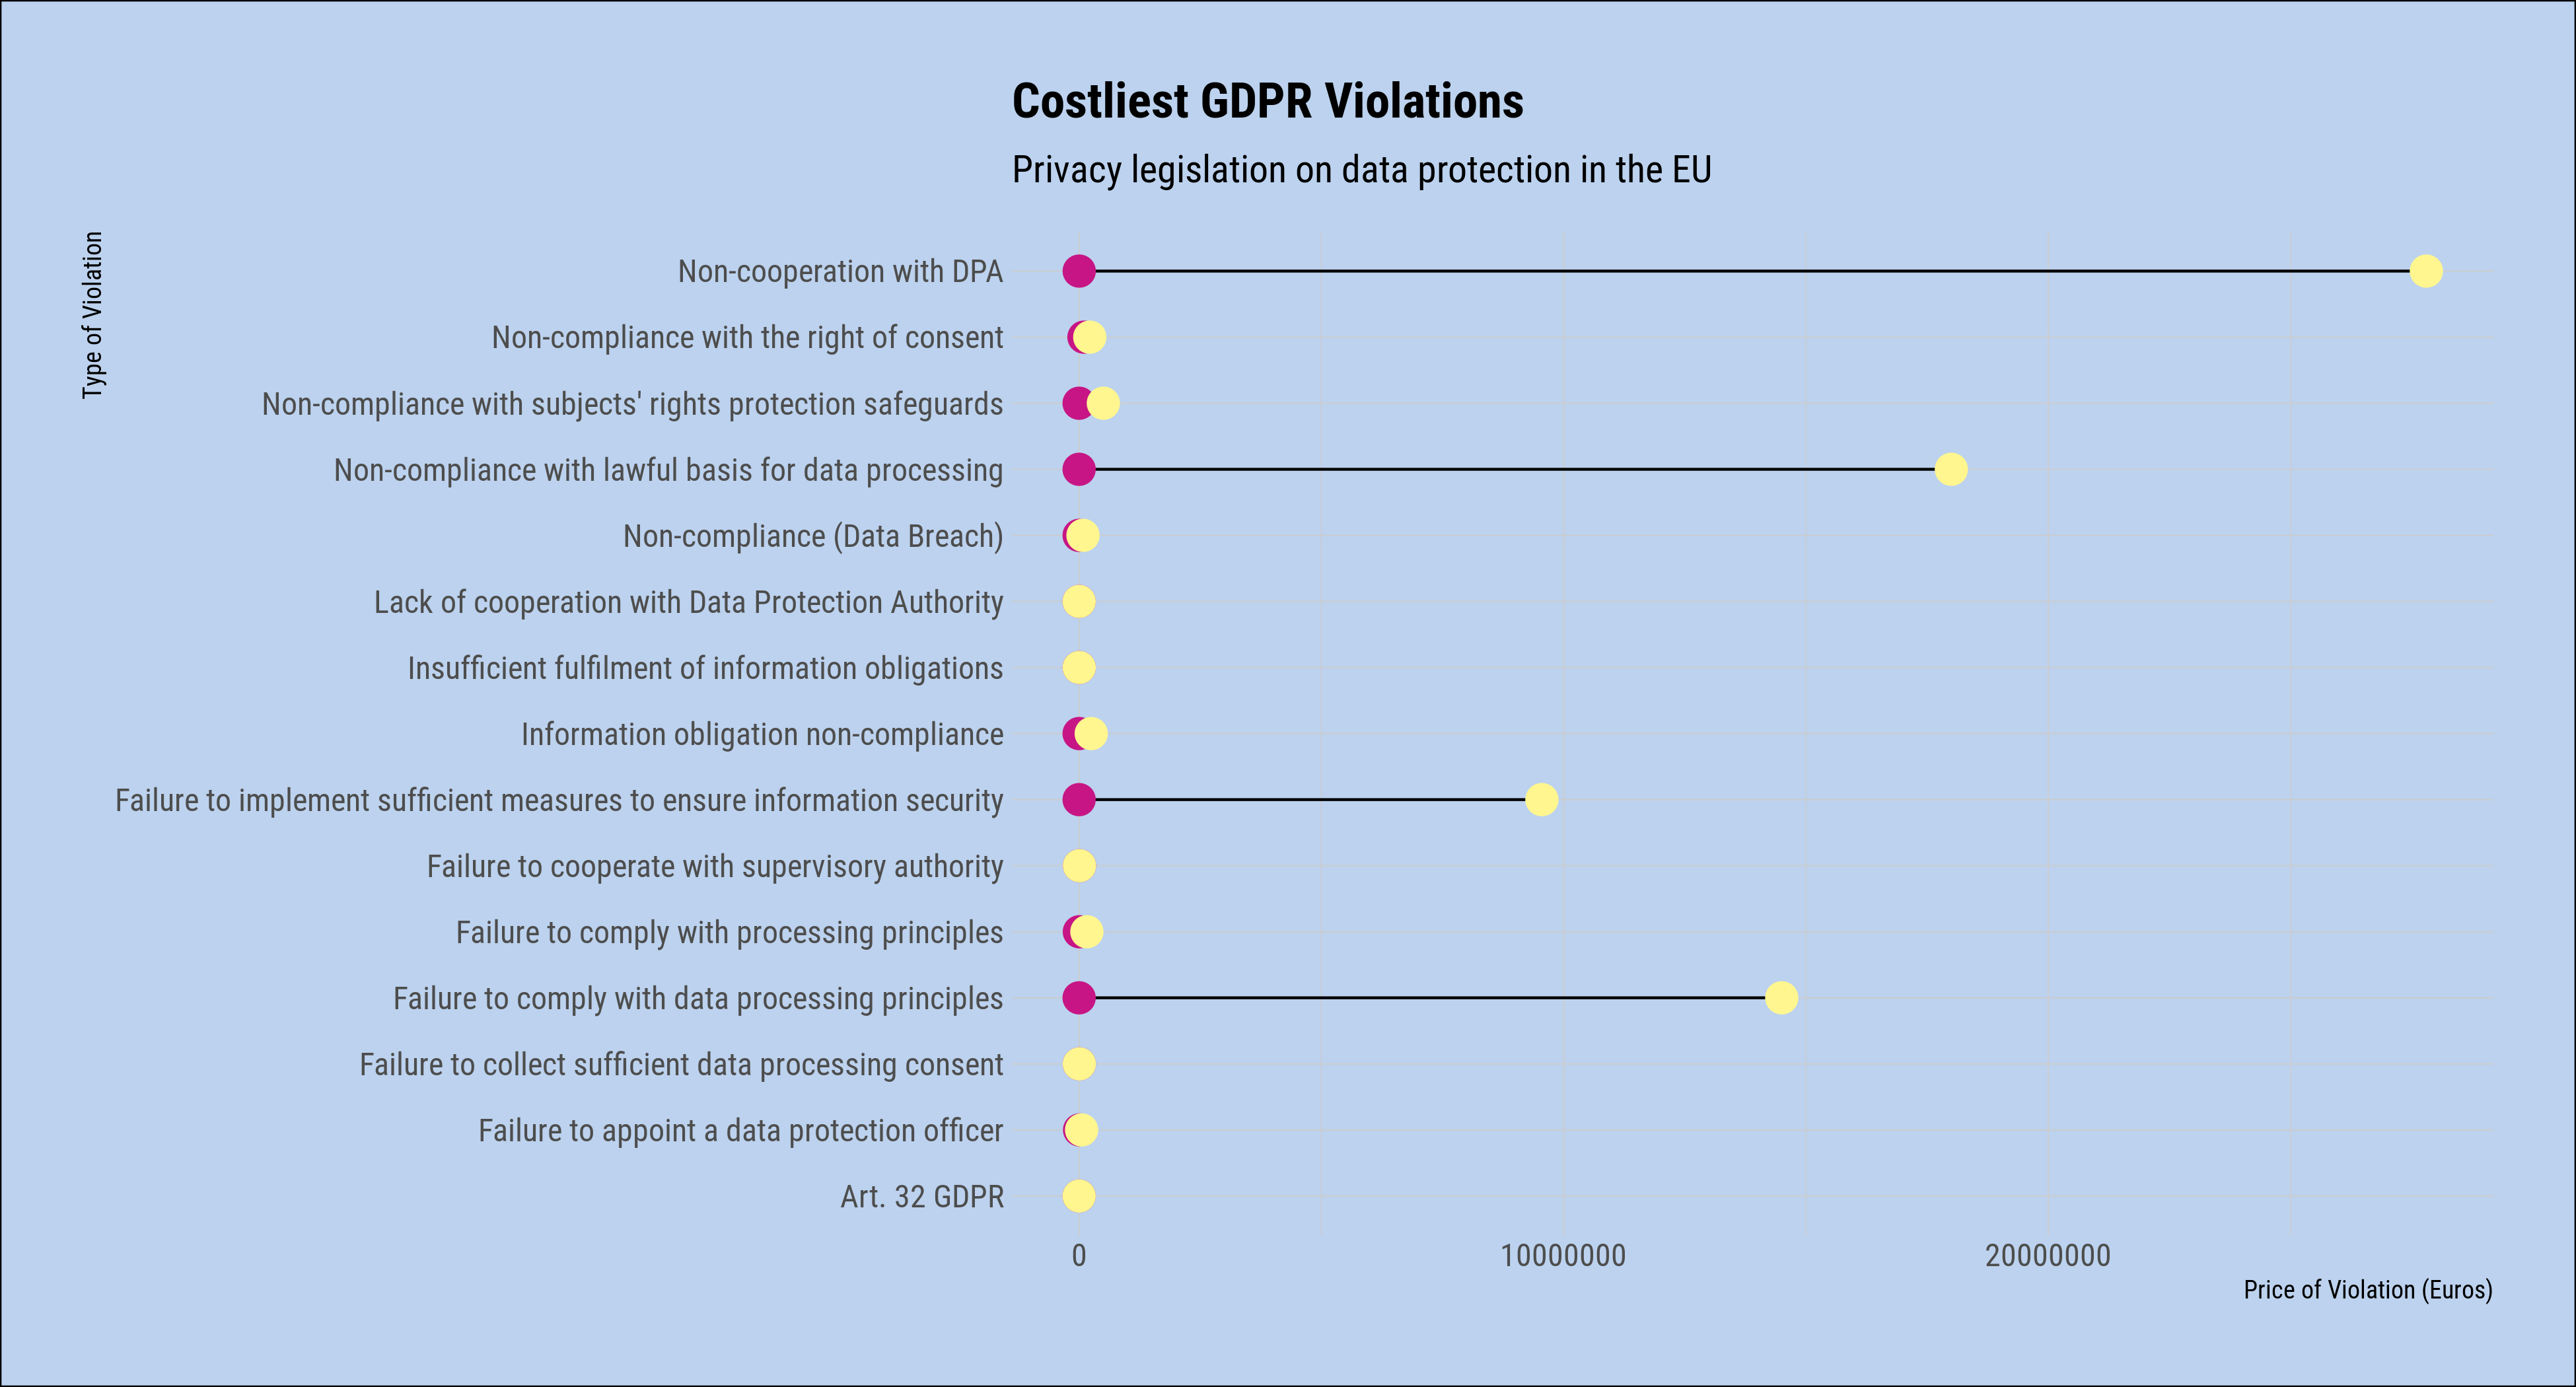 Costliest GDPR Violations
Privacy legislation on data protection in the EU
Type of Violation
Non-cooperation with DPA
Non-compliance with the right of consent
Non-compliance with subjects' rights protection safeguards
Non-compliance with lawful basis for data processing
Non-compliance (Data Breach)
Lack of cooperation with Data Protection Authority
Insufficient fulfilment of information obligations
Information obligation non-compliance
Failure to implement sufficient measures to ensure information security
Failure to cooperate with supervisory authority
Failure to comply with processing principles
Failure to comply with data processing principles
Failure to collect sufficient data processing consent
Failure to appoint a data protection officer
Art. 32 GDPR
0 10000000 20000000
Price of Violation (Euros)